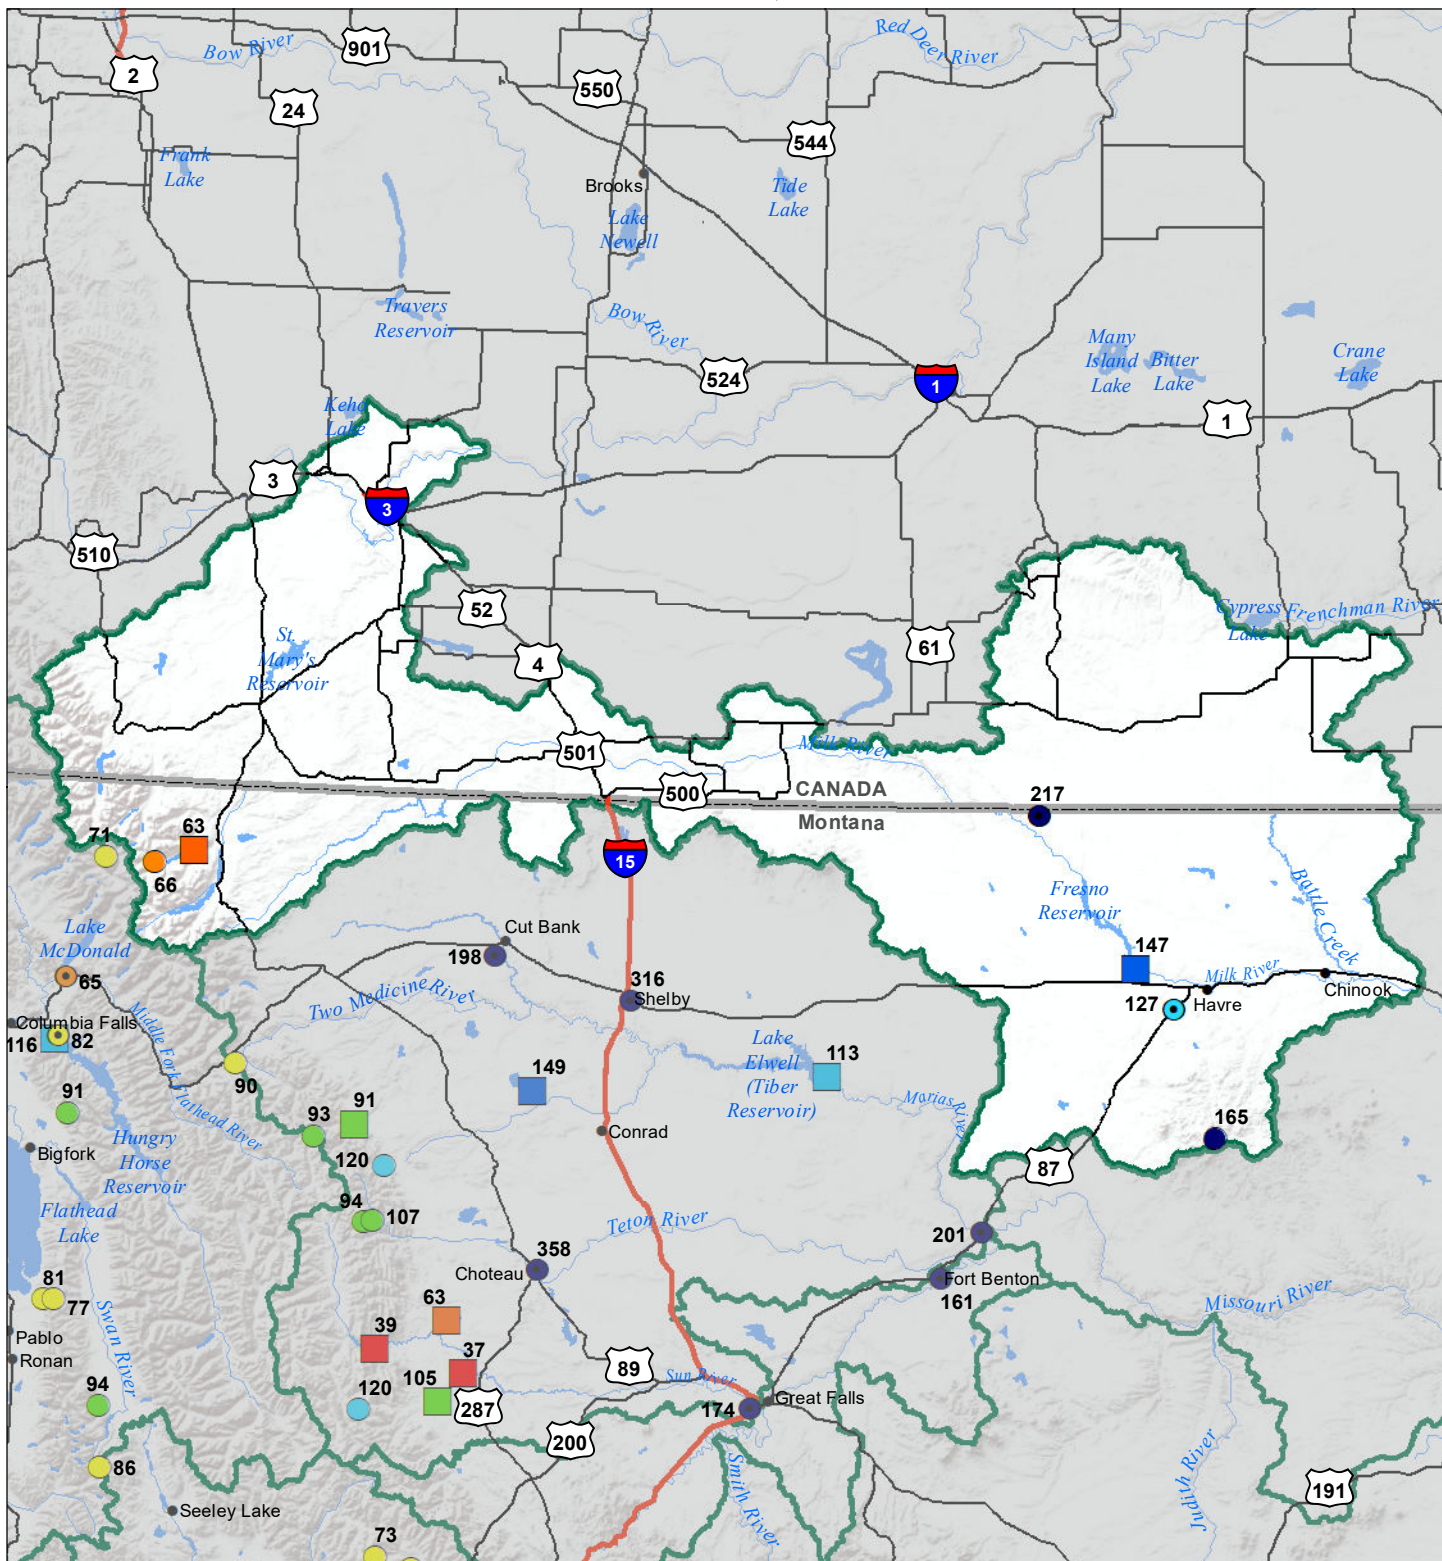 Bow River
901
Red Deer River
2
24
550
544
Frank
Lake
Brooks
Tide
Lake
Lake
Newell
Travers
Reservoir
Bow River
524
1
Many
Island
Lake
Bitter
Lake
Crane
Lake
1
Keho
Lake
3
3
510
52
4
61
Cypress
Lake
Frenchman River
St.
Mary's
Reservoir
501
Milk River
500
CANADA
Montana
217
71
63
66
15
Fresno
Reservoir
Battle Creek
Lake
McDonald
65
Cut Bank
198
316
Shelby
147
Milk River
Chinook
Havre
127
Two Medicine River
Columbia Falls
116
82
Middle Fork Flathead River
90
91
149
Lake
Elwell
(Tiber
Reservoir)
113
Marias River
91
93
Conrad
165
Bigfork
Hungry
Horse
Reservoir
120
87
Flathead
Lake
94
107
Teton River
201
358
Choteau
Fort Benton
161
81
77
63
Missouri River
Swan River
39
Pablo
Ronan
37
89
Sun River
94
120
105
287
174
Great Falls
200
86
Smith River
Judith River
191
Seeley Lake
73